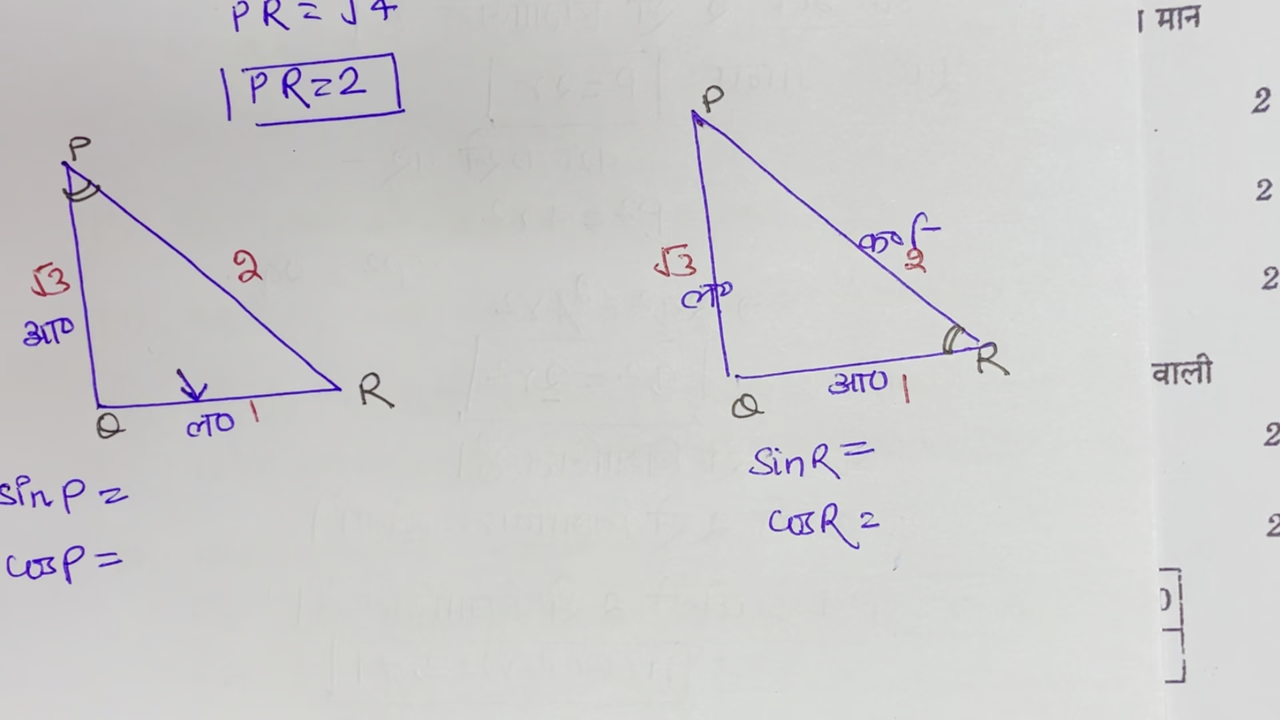 PR = √4
PR = 2
P
√3
2
आ०
Q
ल० 1
R
sin P =
cos P =
P
√3
ल०
क०
2
Q
आ० 1
R
sin R =
cos R =
। मान
2
2
2
वाली
2
2